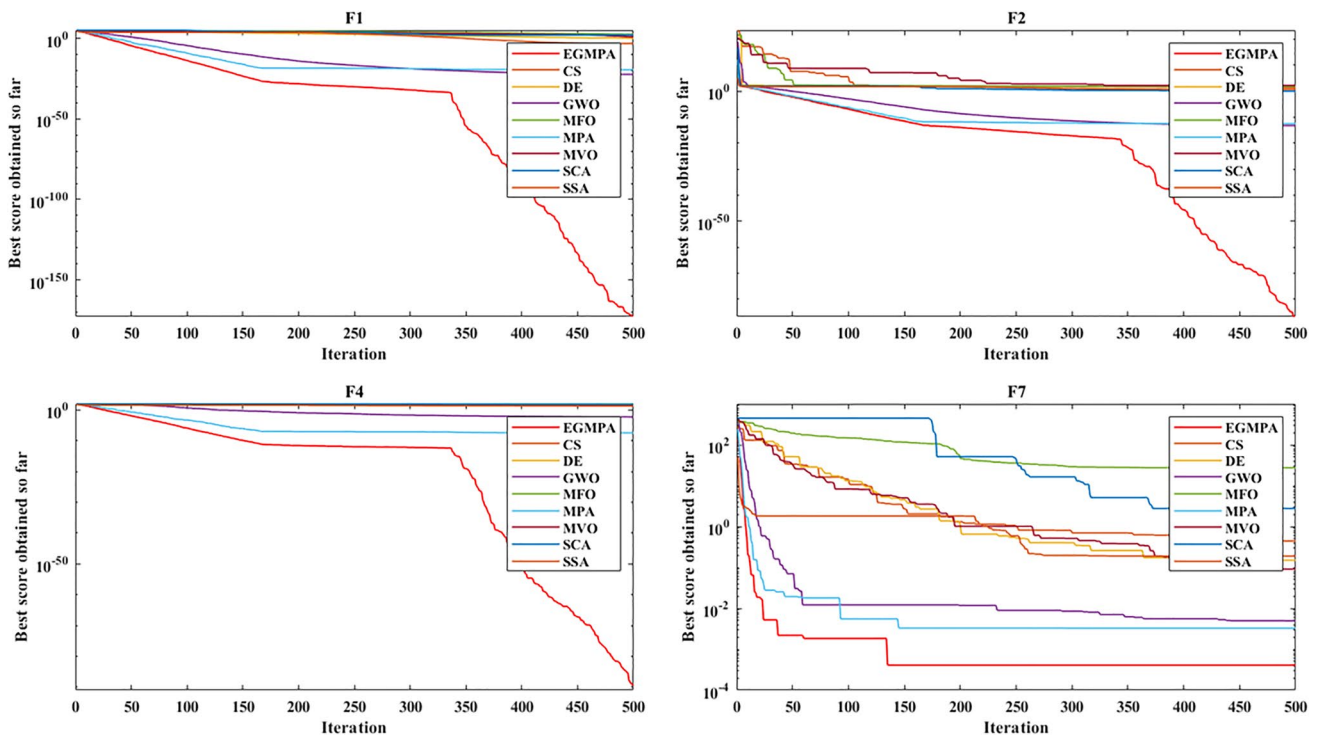 F1
Best score obtained so far
10^0
10^-50
10^-100
10^-150
0 50 100 150 200 250 300 350 400 450 500
Iteration
EGMPA
CS
DE
GWO
MFO
MPA
MVO
SCA
SSA
F2
Best score obtained so far
10^0
10^-50
0 50 100 150 200 250 300 350 400 450 500
Iteration
EGMPA
CS
DE
GWO
MFO
MPA
MVO
SCA
SSA
F4
Best score obtained so far
10^0
10^-50
0 50 100 150 200 250 300 350 400 450 500
Iteration
EGMPA
CS
DE
GWO
MFO
MPA
MVO
SCA
SSA
F7
Best score obtained so far
10^2
10^0
10^-2
10^-4
0 50 100 150 200 250 300 350 400 450 500
Iteration
EGMPA
CS
DE
GWO
MFO
MPA
MVO
SCA
SSA